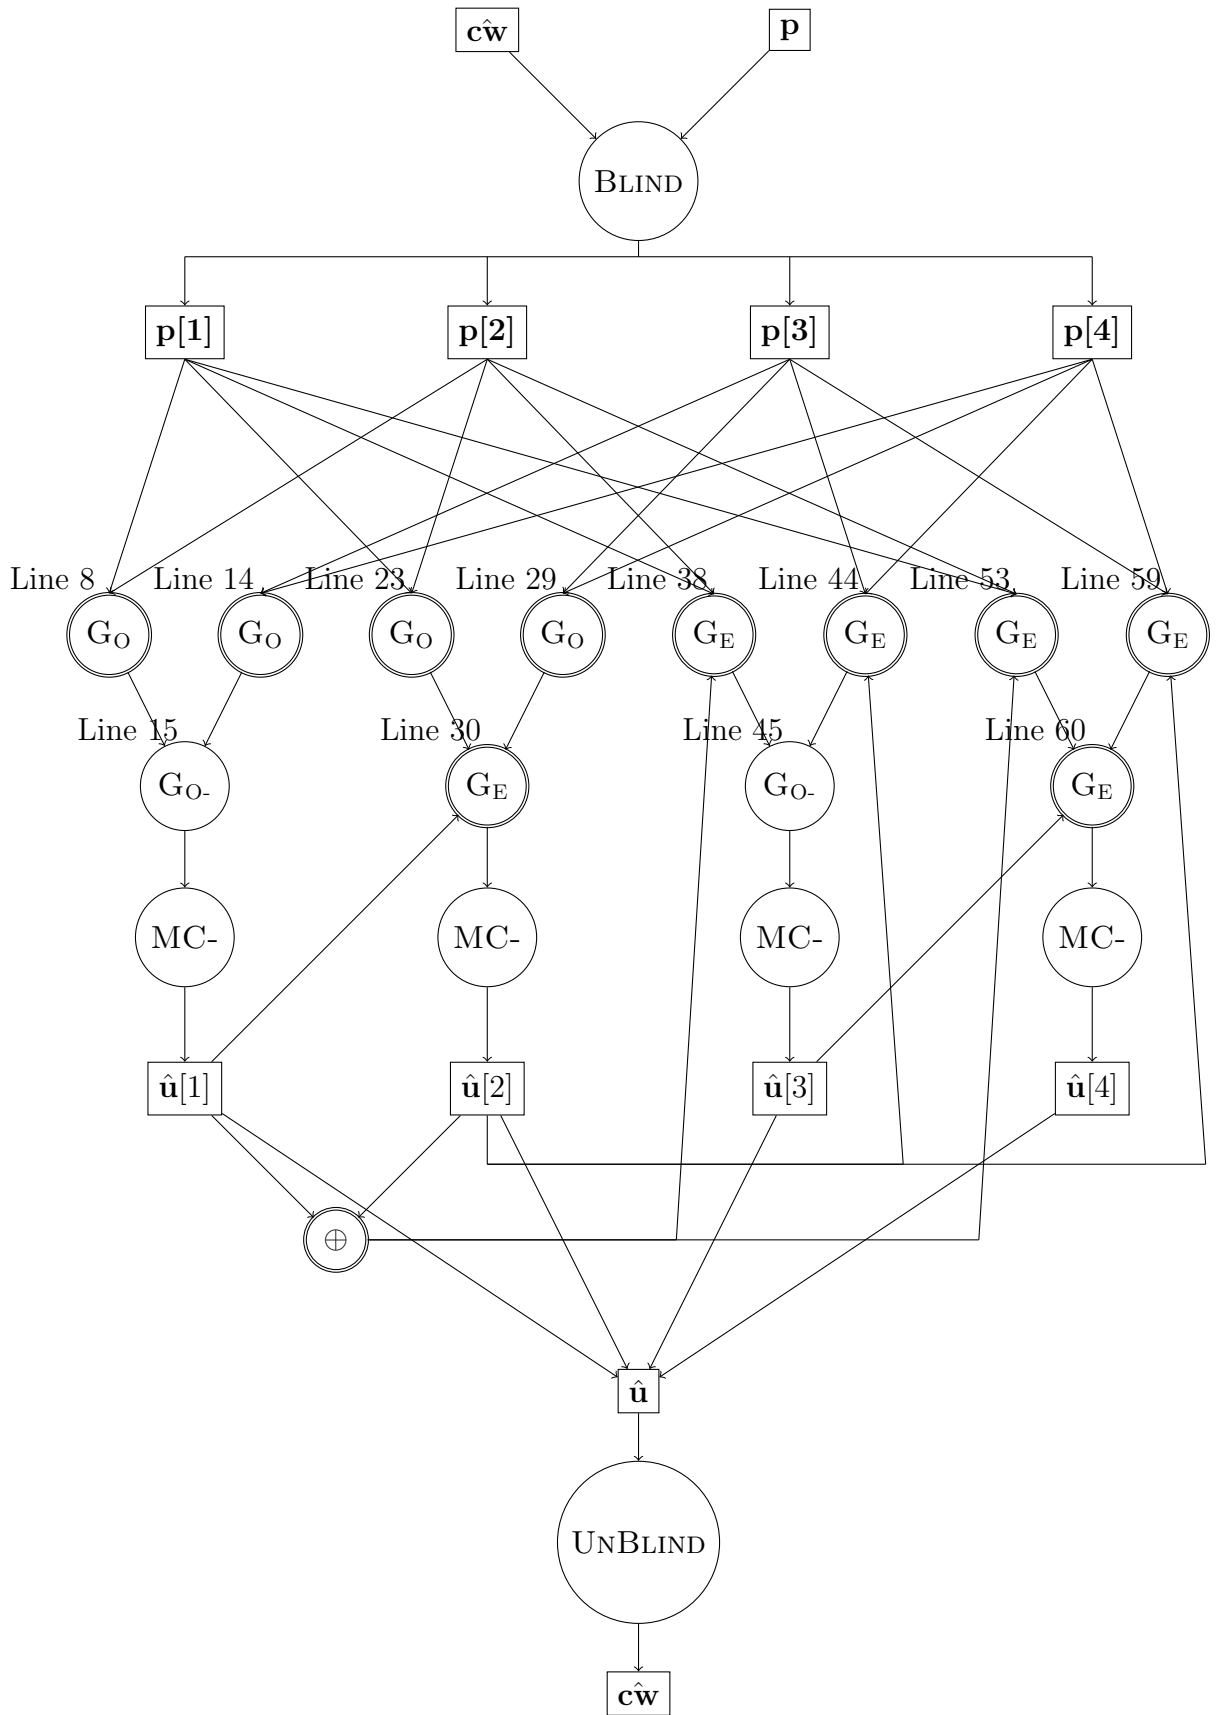 cŵ
p
BLIND
p[1]
p[2]
p[3]
p[4]
Line 8
Line 14
Line 23
Line 29
Line 38
Line 44
Line 53
Line 59
G_O
G_O
G_O
G_O
G_E
G_E
G_E
G_E
Line 15
Line 30
Line 45
Line 60
G_O-
G_E
G_O-
G_E
MC-
MC-
MC-
MC-
û[1]
û[2]
û[3]
û[4]
⊕
û
UNBLIND
cŵ